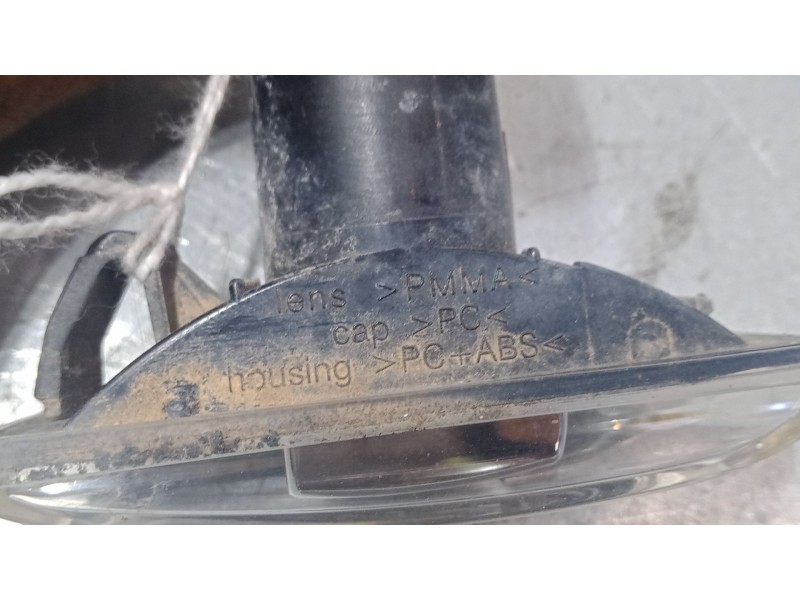 lens >PMMA<
cap >PC<
housing >PC+ABS<